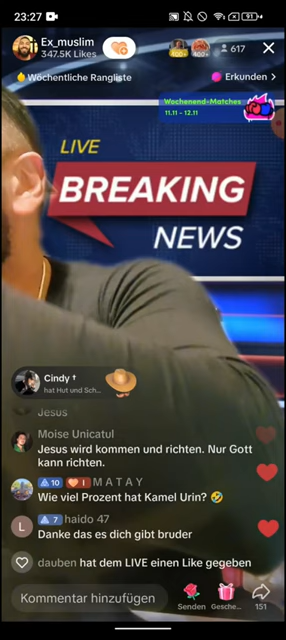 23:27
91
Ex_muslim
347.5K Likes
400+
400+
617
Wöchentliche Rangliste
Erkunden >
Wochenend-Matches
11.11 - 12.11
LIVE
BREAKING
NEWS
Cindy ✝
hat Hut und Sch...
Jesus
Moise Unicatul
Jesus wird kommen und richten. Nur Gott
kann richten.
10 I M A T A Y
Wie viel Prozent hat Kamel Urin? 🤣
7 haido 47
L
Danke das es dich gibt bruder
dauben hat dem LIVE einen Like gegeben
Kommentar hinzufügen
Senden
Gesche...
151